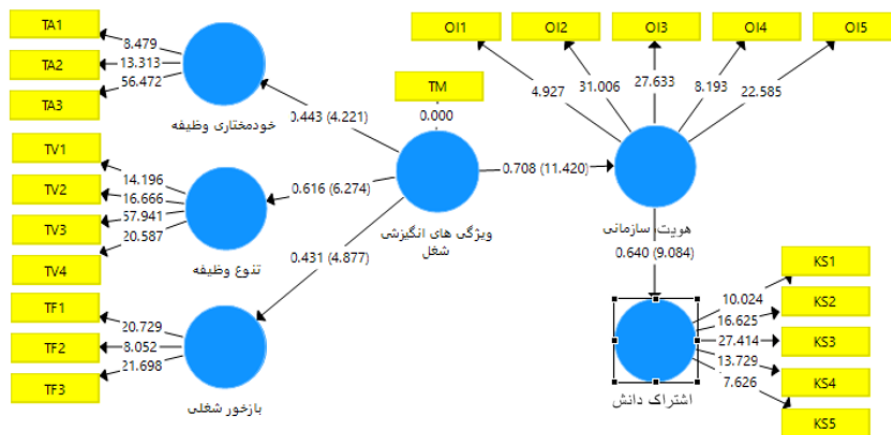 TA1
TA2
TA3
8.479
13.313
56.472
خودمختاری وظیفه
TV1
TV2
TV3
TV4
14.196
16.666
57.941
20.587
تنوع وظیفه
TF1
TF2
TF3
20.729
8.052
21.698
بازخور شغلی
0.443 (4.221)
0.616 (6.274)
0.431 (4.877)
TM
0.000
ویژگی های انگیزشی
شغل
0.708 (11.420)
OI1
OI2
OI3
OI4
OI5
4.927
31.006
27.633
8.193
22.585
هویت سازمانی
0.640 (9.084)
KS1
KS2
KS3
KS4
KS5
10.024
16.625
27.414
13.729
7.626
اشتراک دانش